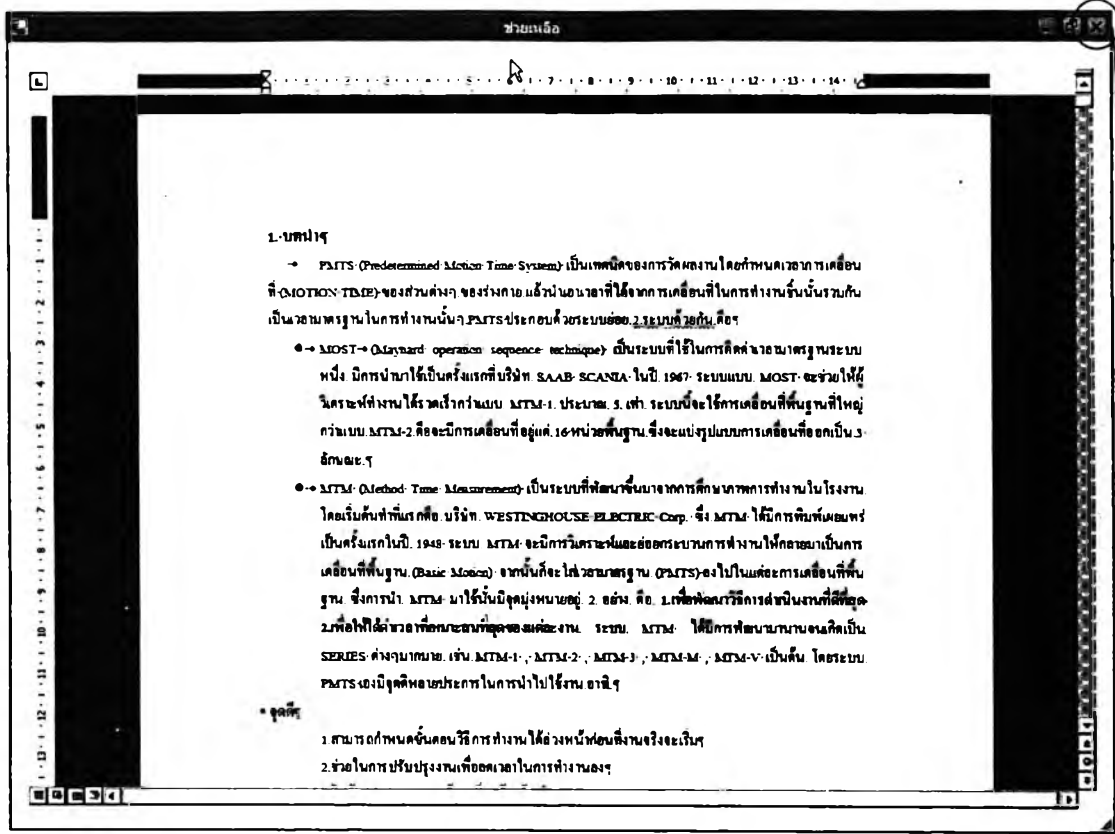 ช่วยเหลือ
1 2 3 4 5 6 7 8 9 10 11 12 13 14
1. บทนำ
PMTS (Predetermined Motion Time System) เป็นเทคนิคของการวัดผลงานโดยกำหนดเวลาการเคลื่อน
ที่ (MOTION TIME) ของส่วนต่างๆ ของร่างกาย แล้วนำเอาเวลาที่ได้จากการเคลื่อนที่ในการทำงานชิ้นนั้นรวมกัน
เป็นเวลามาตรฐานในการทำงานนั้นๆ PMTS ประกอบด้วยระบบย่อย 2 ระบบด้วยกัน คือ
MOST (Maynard operation sequence technique) เป็นระบบที่ใช้ในการคิดค่าเวลามาตรฐานระบบ
หนึ่ง มีการนำมาใช้เป็นครั้งแรกที่บริษัท SAAB SCANIA ในปี 1967 ระบบแบบ MOST จะช่วยให้ผู้
วิเคราะห์ทำงานได้รวดเร็วกว่าแบบ MTM-1 ประมาณ 5 เท่า ระบบนี้จะใช้การเคลื่อนที่พื้นฐานที่ใหญ่
กว่าแบบ MTM-2 คือจะมีการเคลื่อนที่อยู่แค่ 16 หน่วยพื้นฐาน ซึ่งจะแบ่งรูปแบบการเคลื่อนที่ออกเป็น 3
ลักษณะ
MTM (Method Time Measurement) เป็นระบบที่พัฒนาขึ้นมาจากการศึกษาภาพการทำงานในโรงงาน
โดยเริ่มต้นทำที่แรกคือ บริษัท WESTINGHOUSE ELECTRIC Corp. ซึ่ง MTM ได้มีการพิมพ์เผยแพร่
เป็นครั้งแรกในปี 1948 ระบบ MTM จะมีการวิเคราะห์และย่อยกระบวนการทำงานให้กลายมาเป็นการ
เคลื่อนที่พื้นฐาน (Basic Motion) จากนั้นก็จะใส่เวลามาตรฐาน (PMTS) ลงไปในแต่ละการเคลื่อนที่พื้น
ฐาน ซึ่งการนำ MTM มาใช้นั้นมีจุดมุ่งหมายอยู่ 2 อย่าง คือ 1.เพื่อพัฒนาวิธีการดำเนินงานที่ดีที่สุด
2.เพื่อให้ได้ค่าเวลาที่เหมาะสมที่สุดของแต่ละงาน ระบบ MTM ได้มีการพัฒนามานานจนเกิดเป็น
SERIES ต่างๆมากมาย เช่น MTM-1 , MTM-2 , MTM-3 , MTM-M , MTM-V เป็นต้น โดยระบบ
PMTS เองมีจุดดีหลายประการในการนำไปใช้งาน อาทิ
จุดดี
1.สามารถกำหนดขั้นตอนวิธีการทำงานได้ล่วงหน้าก่อนที่งานจริงจะเริ่ม
2.ช่วยในการปรับปรุงงานเพื่อลดเวลาในการทำงานลง